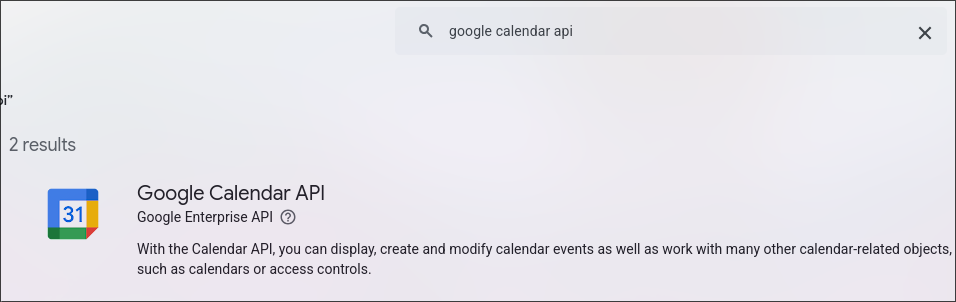 google calendar api
pi”
2 results
31
Google Calendar API
Google Enterprise API
With the Calendar API, you can display, create and modify calendar events as well as work with many other calendar-related objects,
such as calendars or access controls.